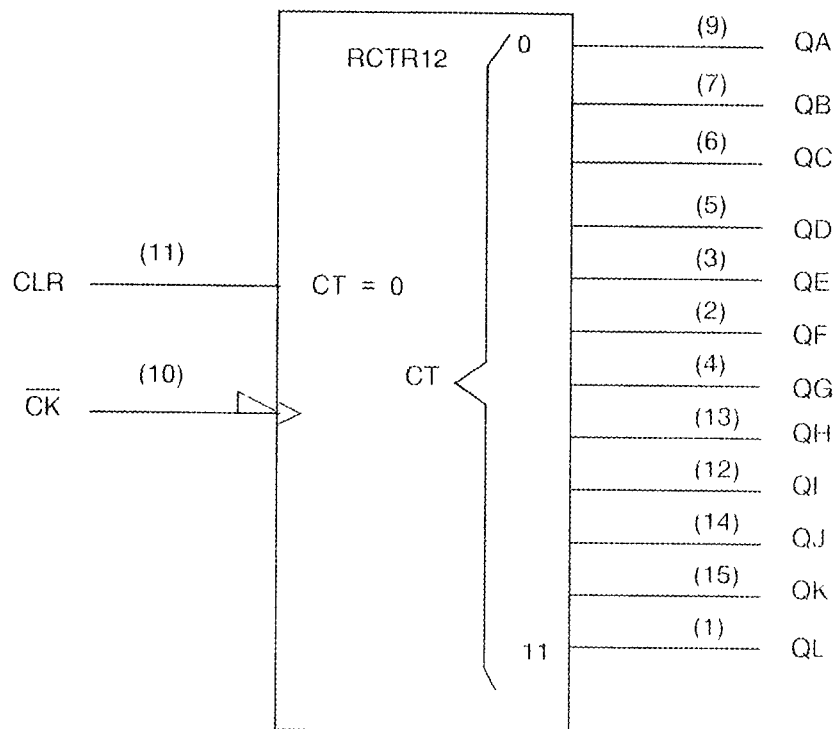 RCTR12
0
(9) QA
(7) QB
(6) QC
(5) QD
(11)
CLR
CT = 0
(3) QE
(2) QF
(10)
C̅K̅
CT
(4) QG
(13) QH
(12) QI
(14) QJ
(15) QK
11
(1) QL